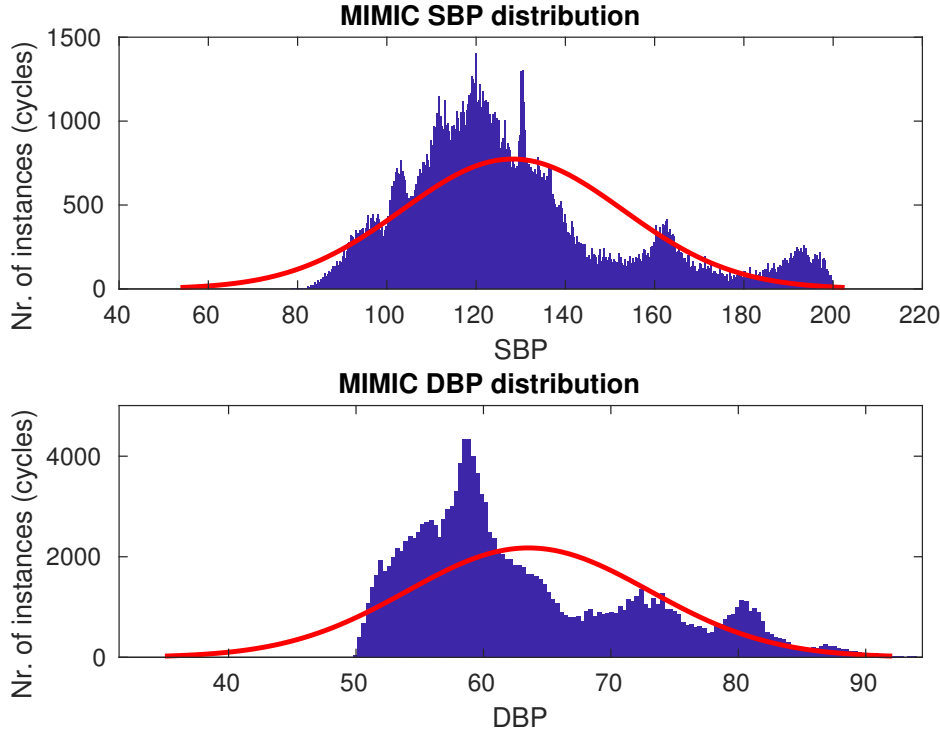 MIMIC SBP distribution
Nr. of instances (cycles)
1500
1000
500
0
40 60 80 100 120 140 160 180 200 220
SBP
MIMIC DBP distribution
Nr. of instances (cycles)
4000
2000
0
40 50 60 70 80 90
DBP